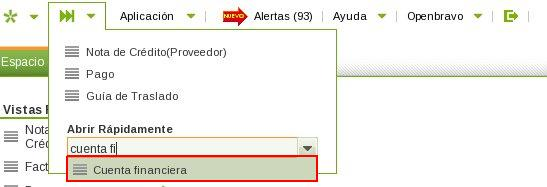 Aplicación NUEVO Alertas (93) Ayuda Openbravo
Nota de Crédito(Proveedor)
Espacio
Pago
Guía de Traslado
Vistas
Abrir Rápidamente
Nota
Créd
cuenta fi
Fact
Cuenta financiera